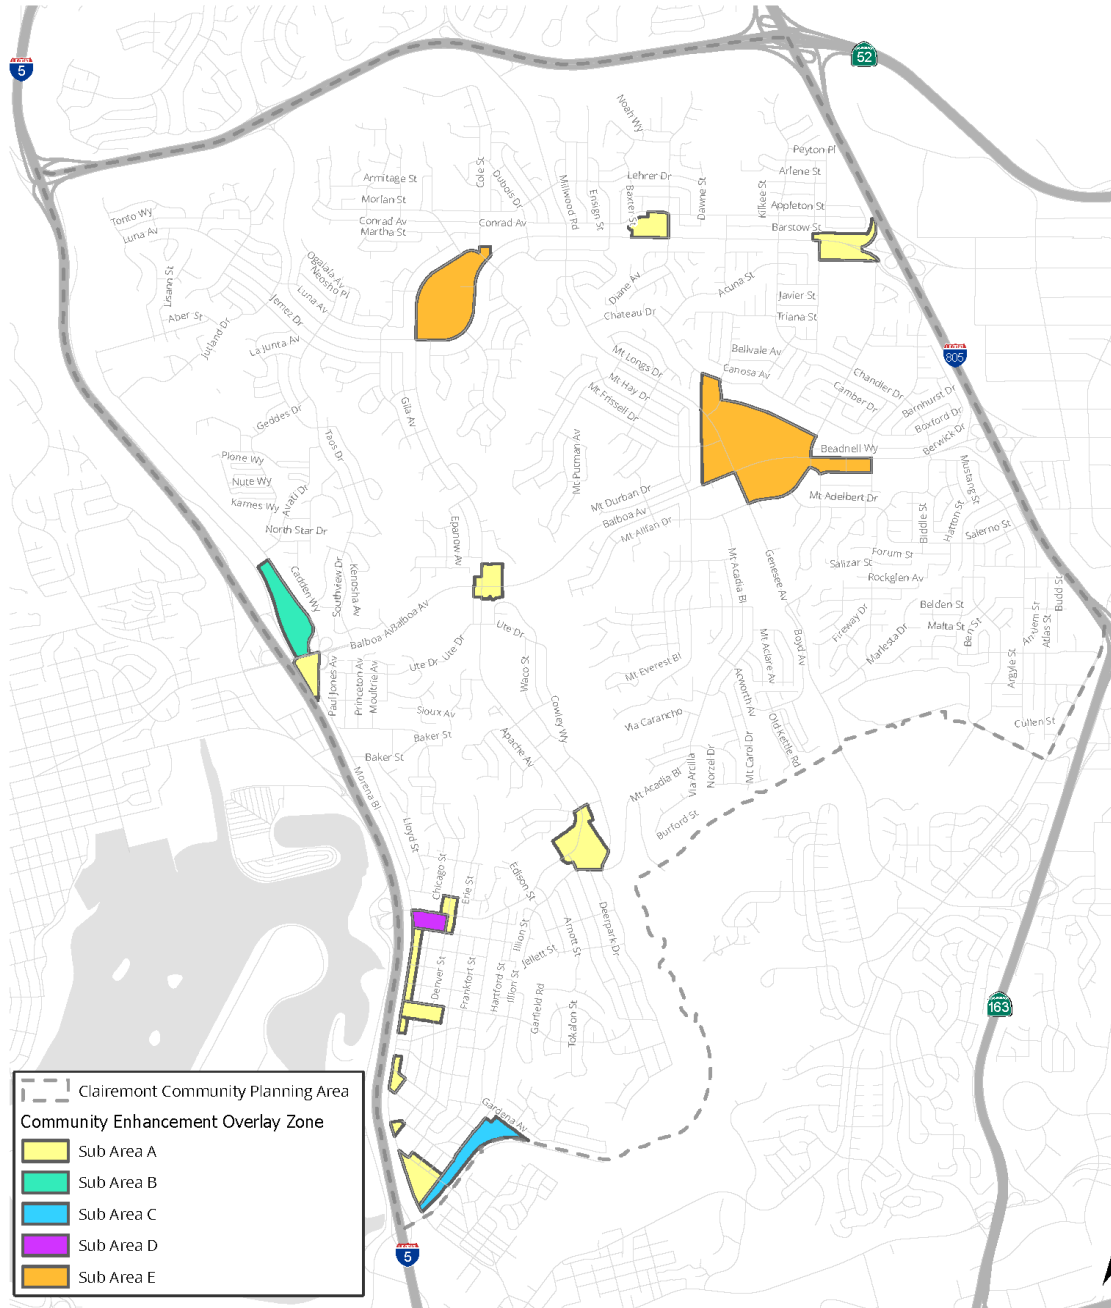 5
52
Noah Wy
Peyton Pl
Arlene St
Armitage St
Cole St
Dubois Dr
Millwood Rd
Ensign St
Lehrer Dr
Baxter St
Dawne St
Kilkee St
Morlan St
Appleton St
Tonto Wy
Luna Av
Conrad Av
Martha St
Conrad Av
Barstow St
Ogalala Av
Neosho Pl
Luna Av
Lisann St
Jemez Dr
Diane Av
Acuna St
Javier St
Aber St
Jutland Dr
Chateau Dr
Triana St
La Junta Av
Mt Longs Dr
Bellvale Av
805
Mt Hay Dr
Canosa Av
Chandler Dr
Mt Frissell Dr
Camber Dr
Barnhurst Dr
Geddes Dr
Gila Av
Boxford Dr
Taos Dr
Berwick Dr
Mt Putman Av
Beadnell Wy
Plone Wy
Mustang St
Nute Wy
Avati Dr
Mt Durban Dr
Mt Adelbert Dr
Karnes Wy
Balboa Av
Biddle St
Hatton St
North Star Dr
Epanow Av
Mt Alifan Dr
Salerno St
Cadden Wy
Southview Dr
Kenosha Av
Mt Acadia Bl
Genesee Av
Forum St
Salizar St
Rockglen Av
Budd St
Belden St
Balboa Av
Balboa Av
Ute Dr
Fireway Dr
Malta St
Ben St
Atlas St
Ute Dr
Ute Dr
Boyd Av
Marlesta Dr
Mt Aclare Av
Argyle St
Paul Jones Av
Princeton Av
Moultrie Av
Waco St
Mt Everest Bl
Acworth Av
Sioux Av
Cowley Wy
Via Carancho
Old Kettle Rd
Cullen St
Baker St
Apache Av
Baker St
Morena Bl
Mt Acadia Bl
Via Arcilla
Norzel Dr
Mt Carol Dr
Lloyd St
Burford St
Chicago St
Erie St
Edison St
Deerpark Dr
Illion St
Arnott St
Jellett St
Denver St
Frankfort St
Hartford St
Illion St
Garfield Rd
Tokalon St
163
Gardena Av
Clairemont Community Planning Area
Community Enhancement Overlay Zone
Sub Area A
Sub Area B
Sub Area C
Sub Area D
Sub Area E
5